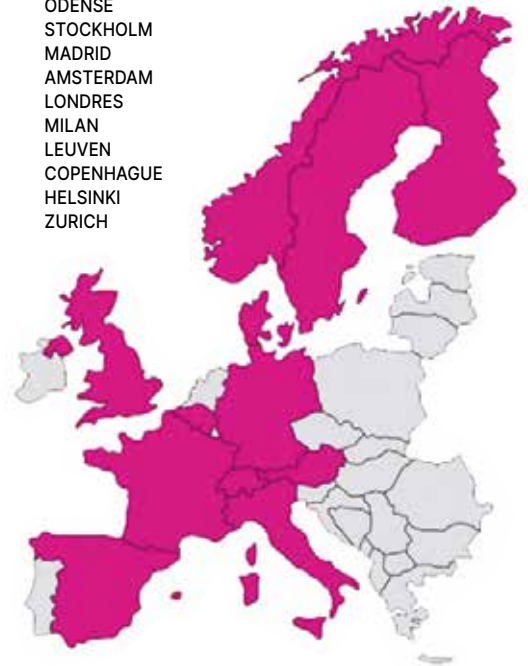 ODENSE
STOCKHOLM
MADRID
AMSTERDAM
LONDRES
MILAN
LEUVEN
COPENHAGUE
HELSINKI
ZURICH